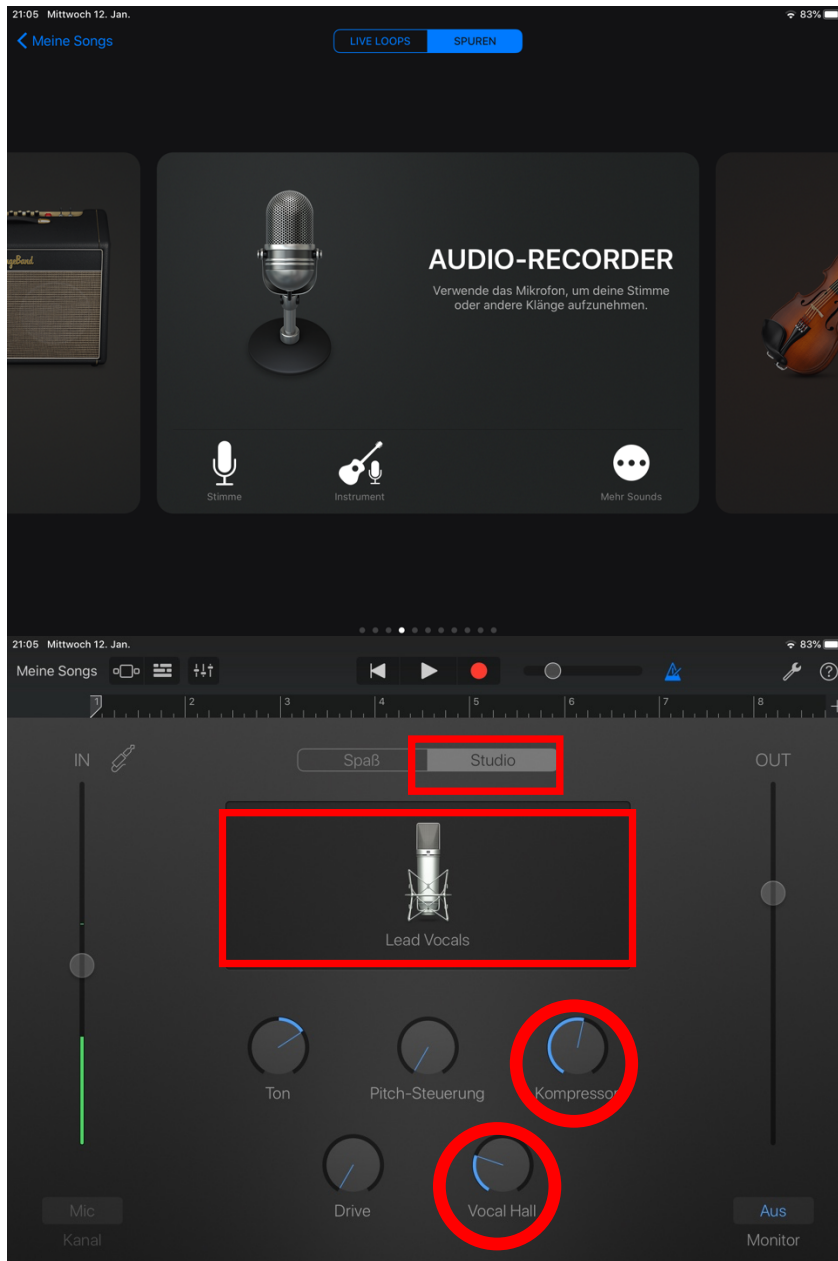 21:05 Mittwoch 12. Jan.
83%
Meine Songs
LIVE LOOPS
SPUREN
AUDIO-RECORDER
Verwende das Mikrofon, um deine Stimme
oder andere Klänge aufzunehmen.
Stimme
Instrument
Mehr Sounds
21:05 Mittwoch 12. Jan.
83%
Meine Songs
?
1 2 3 4 5 6 7 8 +
IN
Spaß
Studio
OUT
Lead Vocals
Ton
Pitch-Steuerung
Kompressor
Drive
Vocal Hall
Mic
Kanal
Aus
Monitor